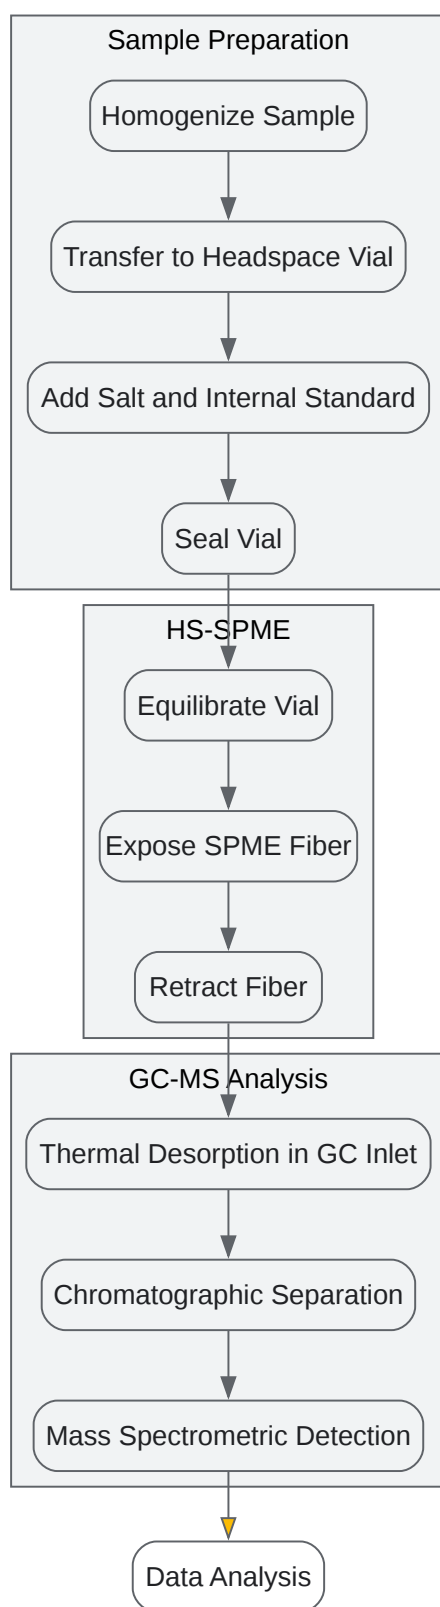 Sample Preparation
Homogenize Sample
Transfer to Headspace Vial
Add Salt and Internal Standard
Seal Vial
HS-SPME
Equilibrate Vial
Expose SPME Fiber
Retract Fiber
GC-MS Analysis
Thermal Desorption in GC Inlet
Chromatographic Separation
Mass Spectrometric Detection
Data Analysis